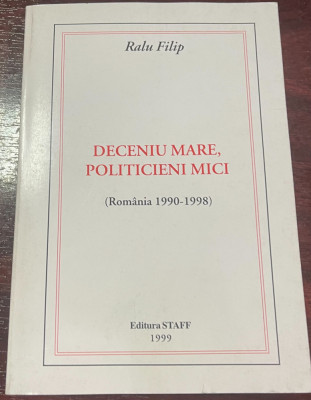 Ralu Filip
DECENIU MARE,
POLITICIENI MICI
(România 1990-1998)
Editura STAFF
1999